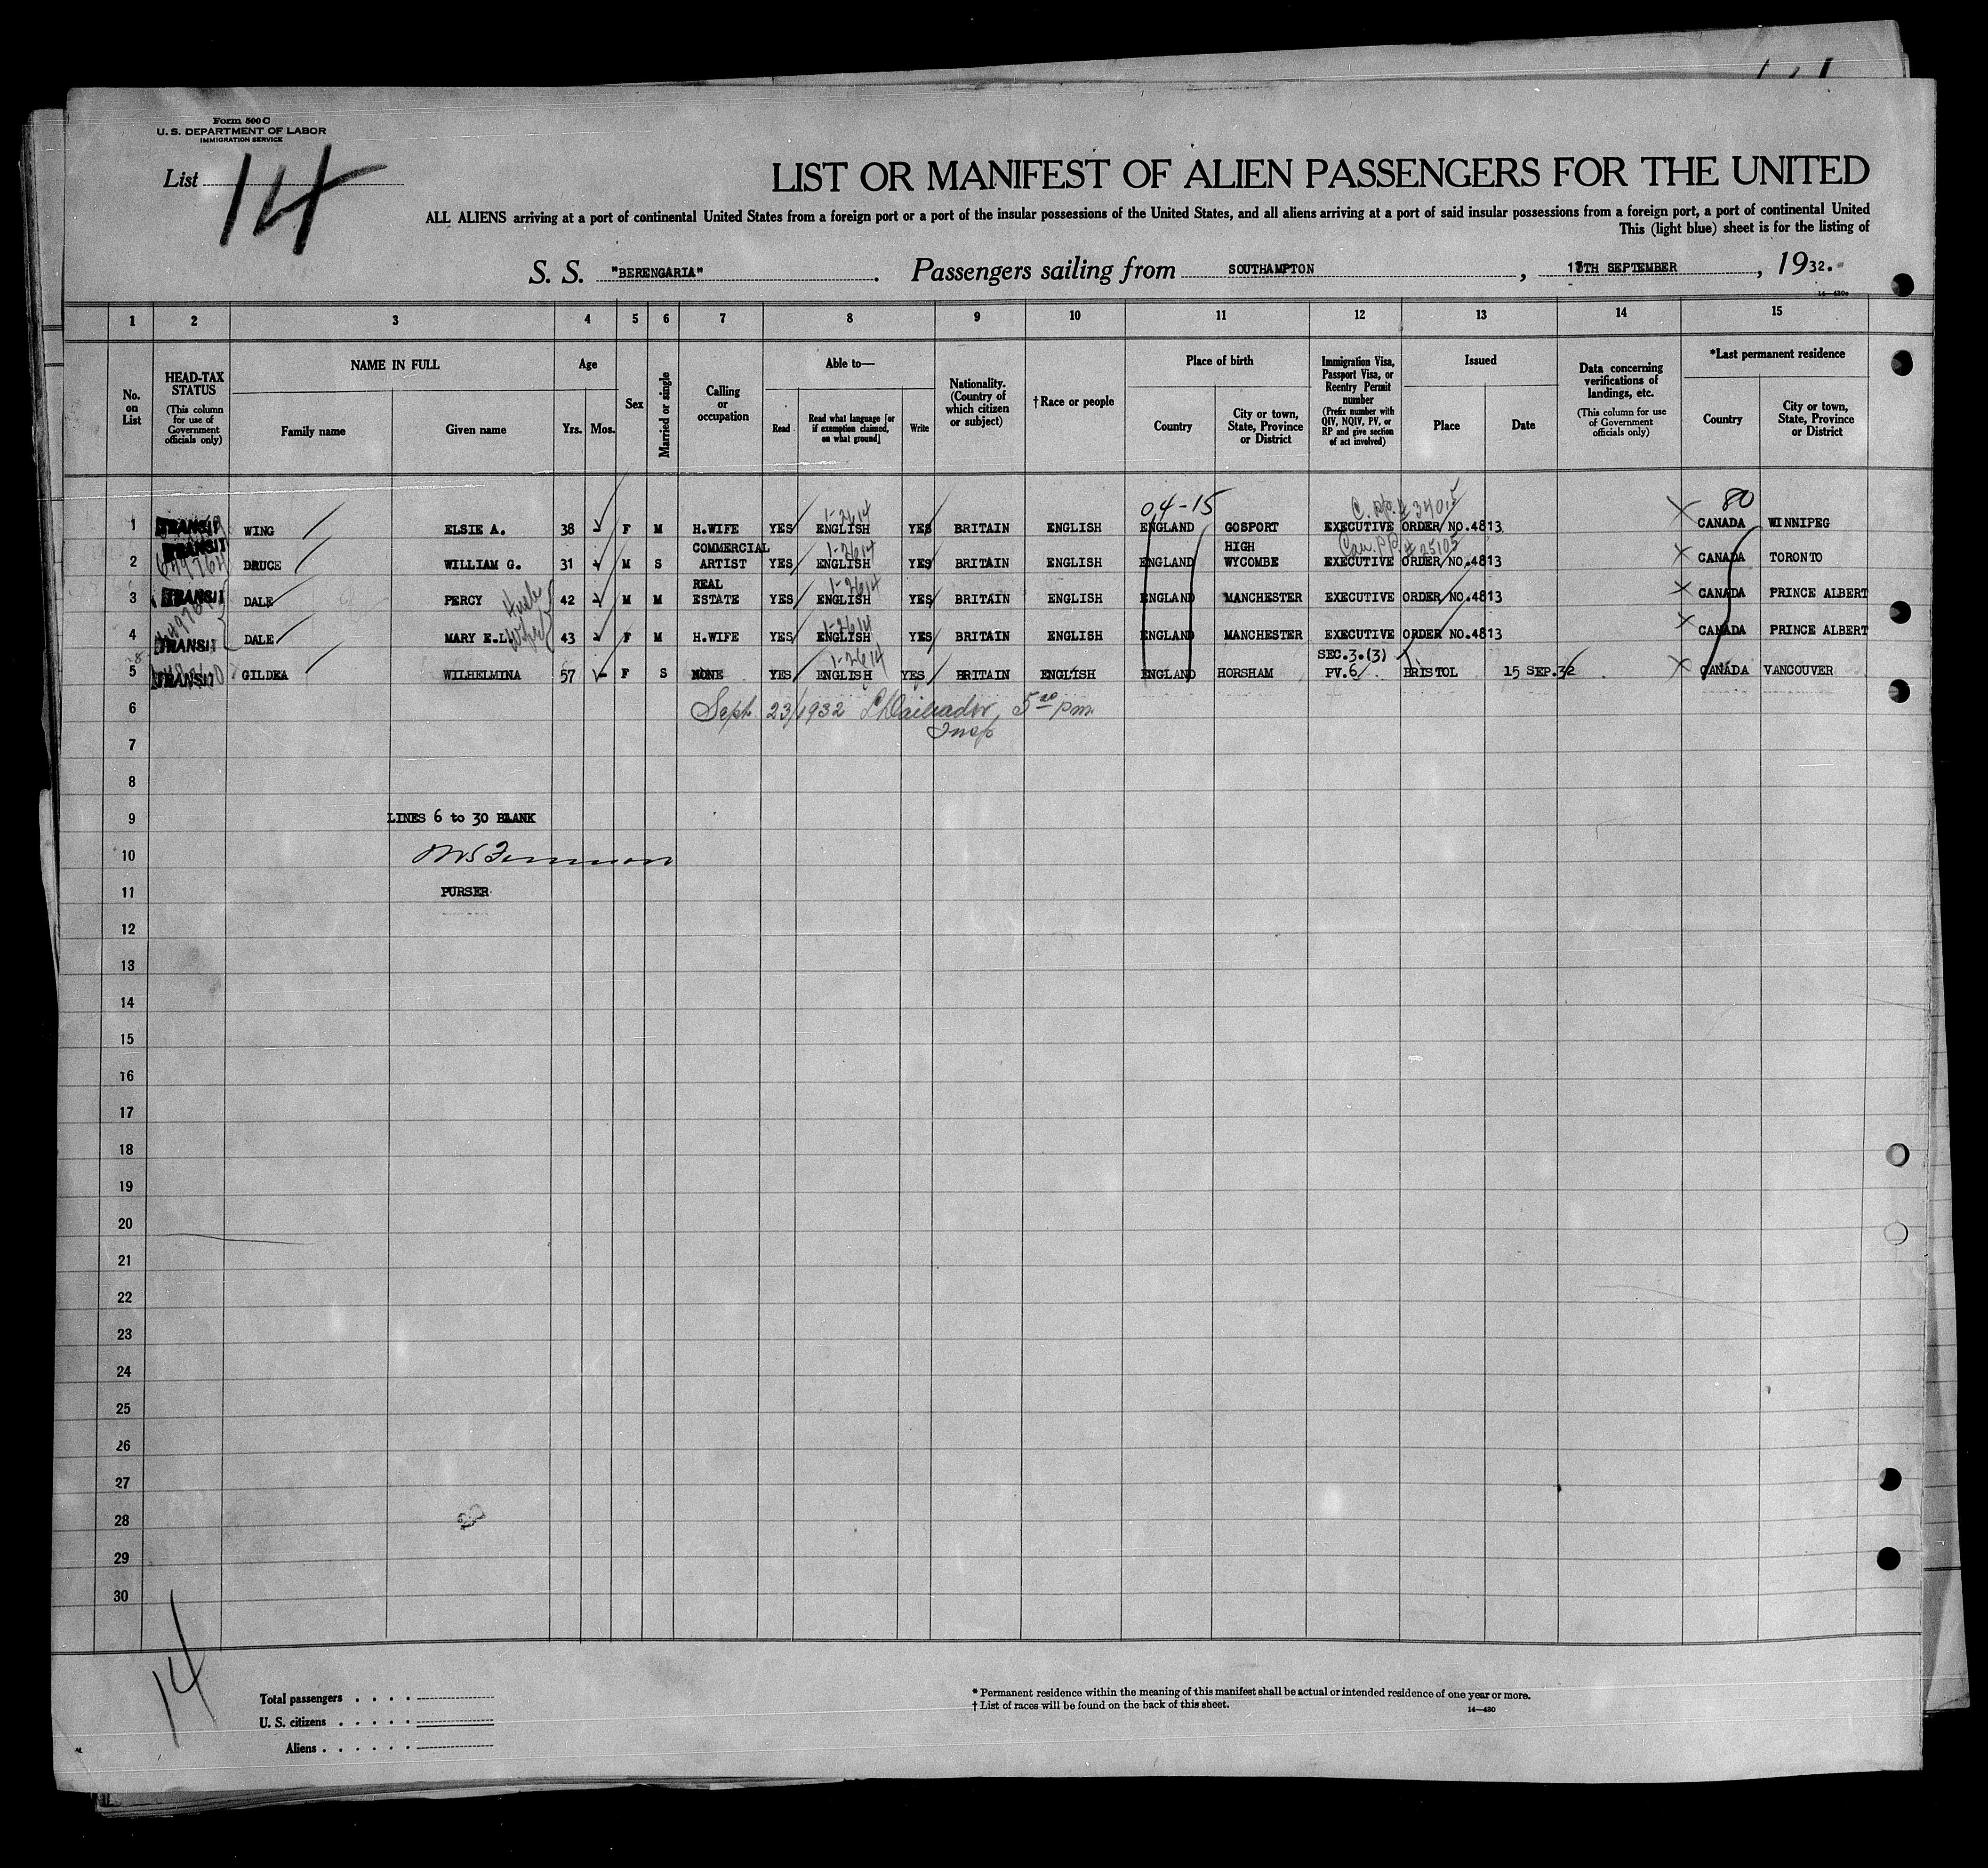 Form 500 C
U. S. DEPARTMENT OF LABOR
IMMIGRATION SERVICE
List 14
LIST OR MANIFEST OF ALIEN PASSENGERS FOR THE UNITED
ALL ALIENS arriving at a port of continental United States from a foreign port or a port of the insular possessions of the United States, and all aliens arriving at a port of said insular possessions from a foreign port, a port of continental United
This (light blue) sheet is for the listing of
S. S. "BERENGARIA". Passengers sailing from SOUTHAMPTON, 17TH SEPTEMBER, 1932.
1 2 3 4 5 6 7 8 9 10 11 12 13 14 15
No. on List
HEAD-TAX STATUS
(This column for use of Government officials only)
NAME IN FULL
Family name
Given name
Age
Yrs.
Mos.
Sex
Married or single
Calling or occupation
Able to—
Read
Read what language [or if exemption claimed, on what ground]
Write
Nationality. (Country of which citizen or subject)
†Race or people
Place of birth
Country
City or town, State, Province or District
Immigration Visa, Passport Visa, or Reentry Permit number
(Prefix number with QIV, NQIV, PV, or RP and give section of act involved)
Issued
Place
Date
Data concerning verifications of landings, etc.
(This column for use of Government officials only)
*Last permanent residence
Country
City or town, State, Province or District
04-15
80
1 TRANSIT WING ELSIE A. 38 F M H.WIFE YES ENGLISH YES BRITAIN ENGLISH ENGLAND GOSPORT EXECUTIVE ORDER NO.4813 CANADA WINNIPEG
2 TRANSIT DRUCE WILLIAM G. 31 M S COMMERCIAL ARTIST YES ENGLISH YES BRITAIN ENGLISH ENGLAND HIGH WYCOMBE EXECUTIVE ORDER NO.4813 CANADA TORONTO
3 TRANSIT DALE PERCY 42 M M REAL ESTATE YES ENGLISH YES BRITAIN ENGLISH ENGLAND MANCHESTER EXECUTIVE ORDER NO.4813 CANADA PRINCE ALBERT
4 TRANSIT DALE MARY E.L. Wife 43 F M H.WIFE YES ENGLISH YES BRITAIN ENGLISH ENGLAND MANCHESTER EXECUTIVE ORDER NO.4813 CANADA PRINCE ALBERT
5 TRANSIT GILDEA WILHELMINA 57 F S NONE YES ENGLISH YES BRITAIN ENGLISH ENGLAND HORSHAM SEC.3.(3) PV.6 BRISTOL 15 SEP.32 CANADA VANCOUVER
6 Sept 23/1932 5 00 pm
Insp
7
8
9 LINES 6 to 30 BLANK
10
11 PURSER
12
13
14
15
16
17
18
19
20
21
22
23
24
25
26
27
28
29
30
14
Total passengers
U. S. citizens
Aliens
* Permanent residence within the meaning of this manifest shall be actual or intended residence of one year or more.
† List of races will be found on the back of this sheet.
14—430